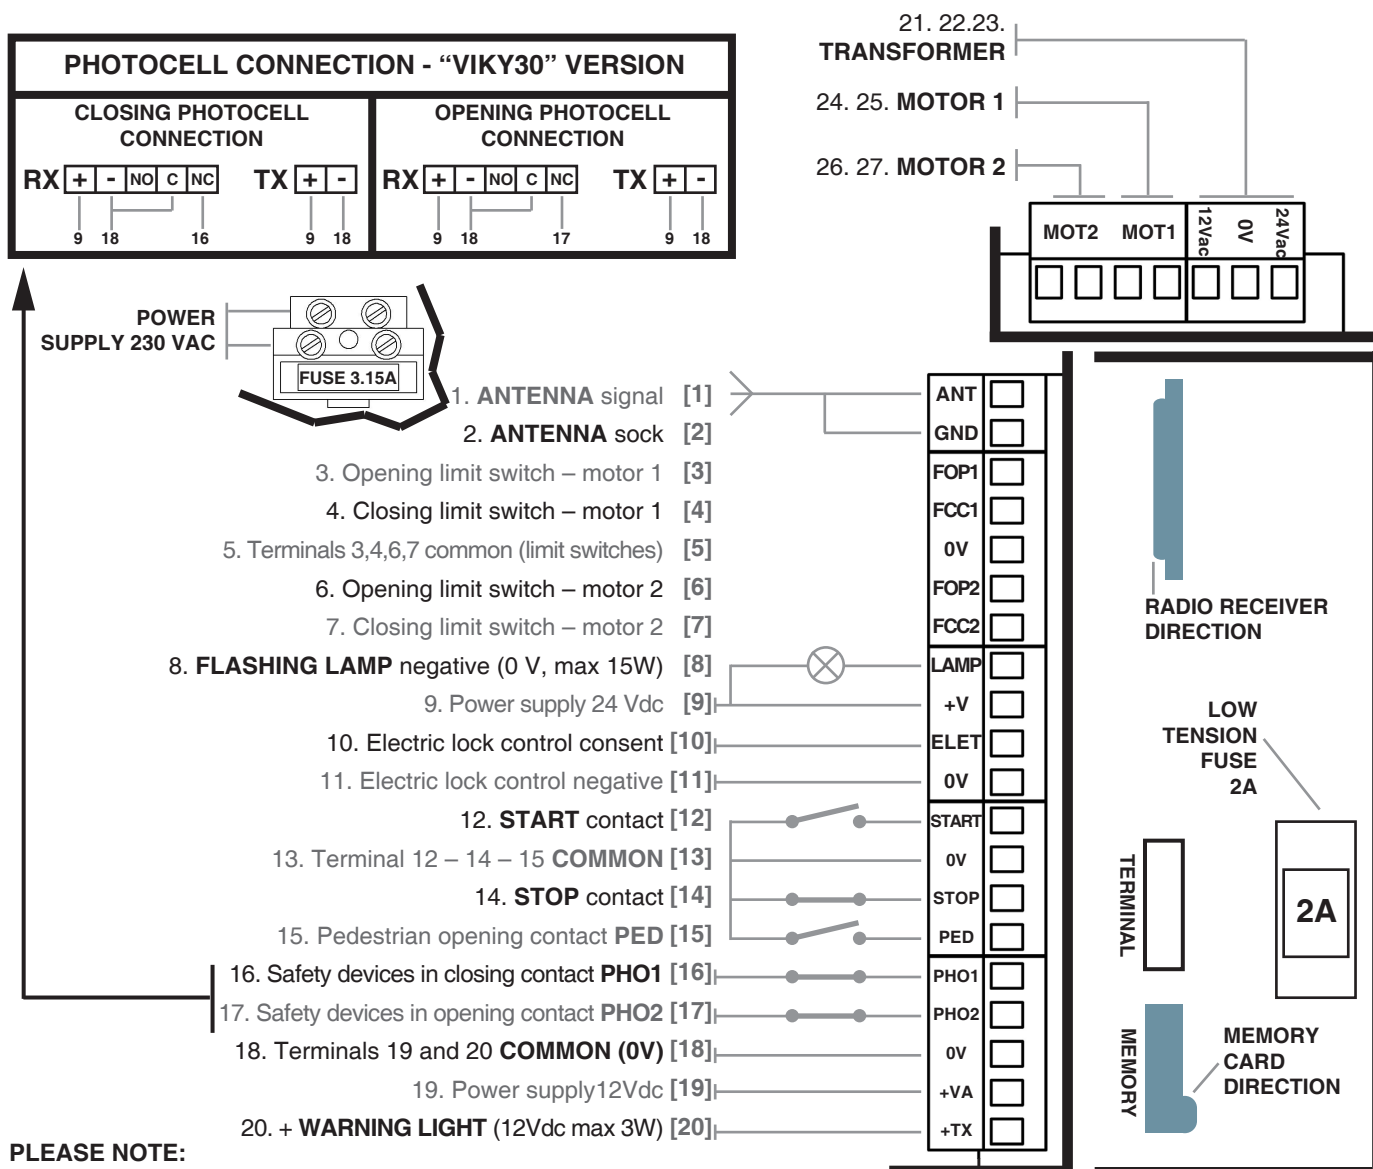 PHOTOCELL CONNECTION - “VIKY30” VERSION
CLOSING PHOTOCELL
CONNECTION
RX + - NO C NC TX + -
9 18 16 9 18
OPENING PHOTOCELL
CONNECTION
RX + - NO C NC TX + -
9 18 17 9 18
21. 22.23.
TRANSFORMER
24. 25. MOTOR 1
26. 27. MOTOR 2
MOT2 MOT1 12Vac 0V 24Vac
POWER
SUPPLY 230 VAC
FUSE 3.15A
1. ANTENNA signal [1] ANT
2. ANTENNA sock [2] GND
3. Opening limit switch – motor 1 [3] FOP1
4. Closing limit switch – motor 1 [4] FCC1
5. Terminals 3,4,6,7 common (limit switches) [5] 0V
6. Opening limit switch – motor 2 [6] FOP2
7. Closing limit switch – motor 2 [7] FCC2
8. FLASHING LAMP negative (0 V, max 15W) [8] LAMP
9. Power supply 24 Vdc [9] +V
10. Electric lock control consent [10] ELET
11. Electric lock control negative [11] 0V
12. START contact [12] START
13. Terminal 12 – 14 – 15 COMMON [13] 0V
14. STOP contact [14] STOP
15. Pedestrian opening contact PED [15] PED
16. Safety devices in closing contact PHO1 [16] PHO1
17. Safety devices in opening contact PHO2 [17] PHO2
18. Terminals 19 and 20 COMMON (0V) [18] 0V
19. Power supply12Vdc [19] +VA
20. + WARNING LIGHT (12Vdc max 3W) [20] +TX
RADIO RECEIVER
DIRECTION
LOW
TENSION
FUSE
2A
2A
TERMINAL
MEMORY
MEMORY
CARD
DIRECTION
PLEASE NOTE: